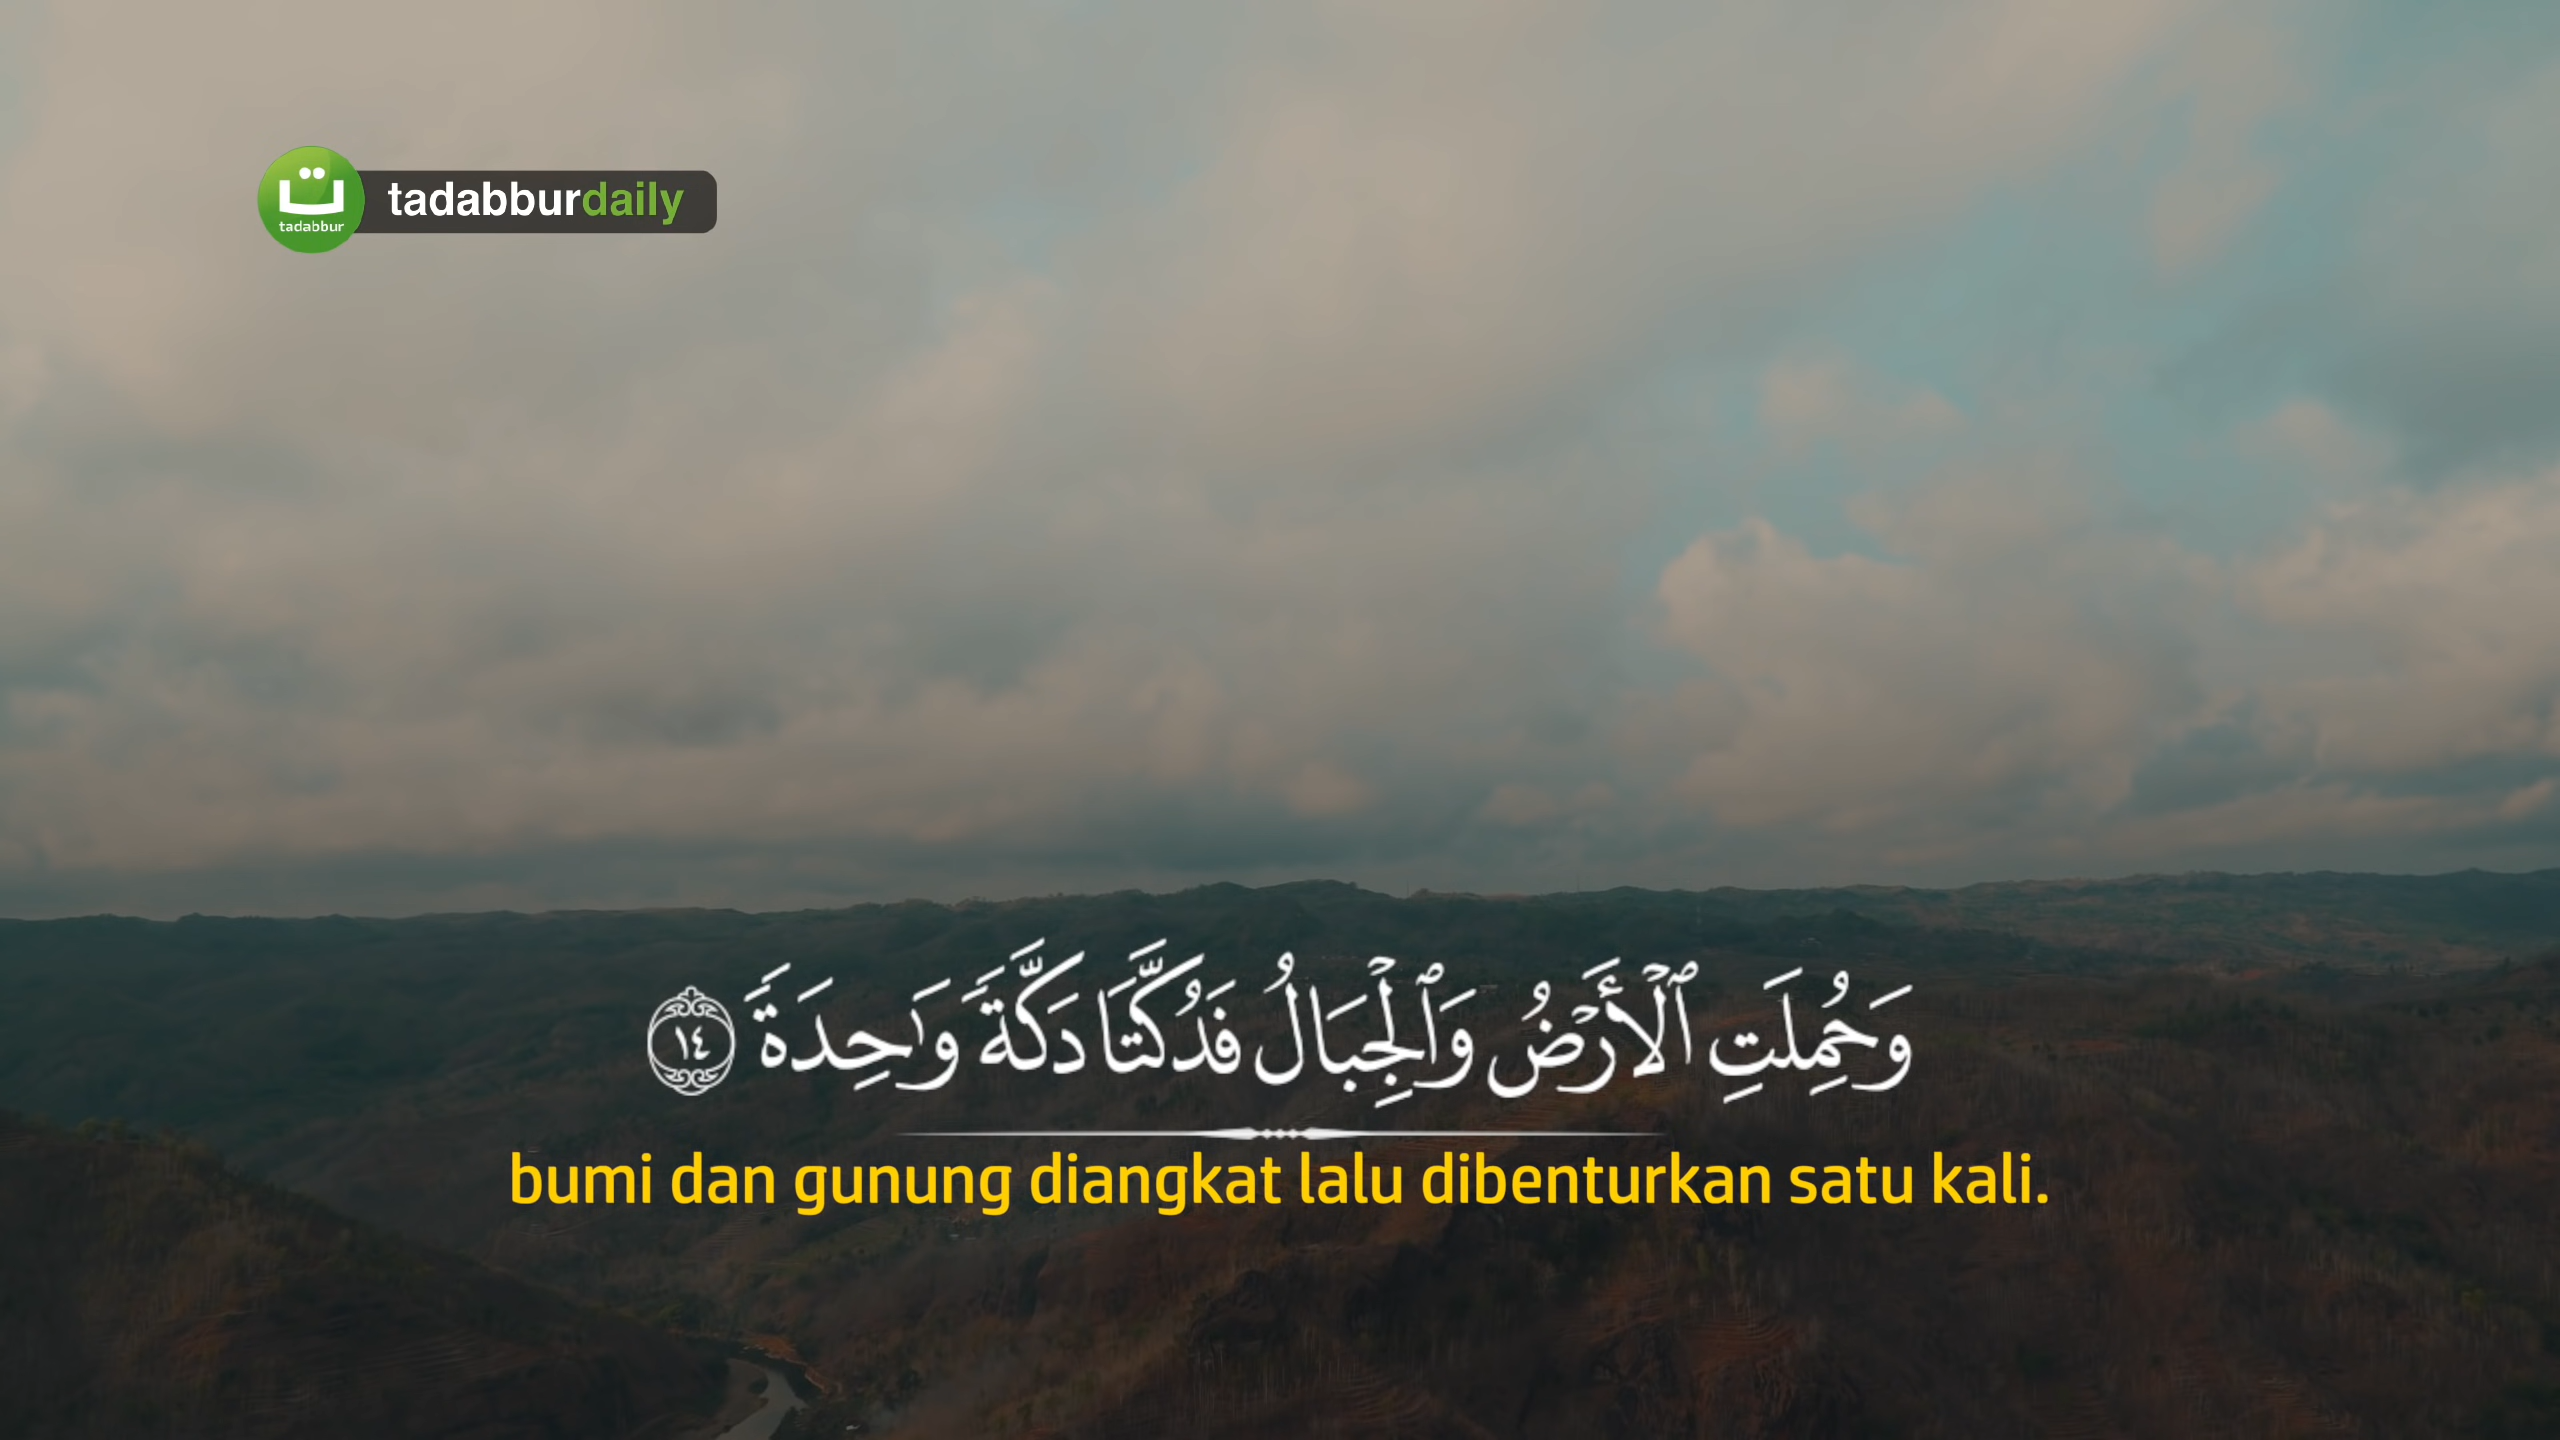 ت
tadabbur
tadabburdaily
وَحُمِلَتِ ٱلْأَرْضُ وَٱلْجِبَالُ فَدُكَّتَا دَكَّةً وَٰحِدَةً ١٤
bumi dan gunung diangkat lalu dibenturkan satu kali.